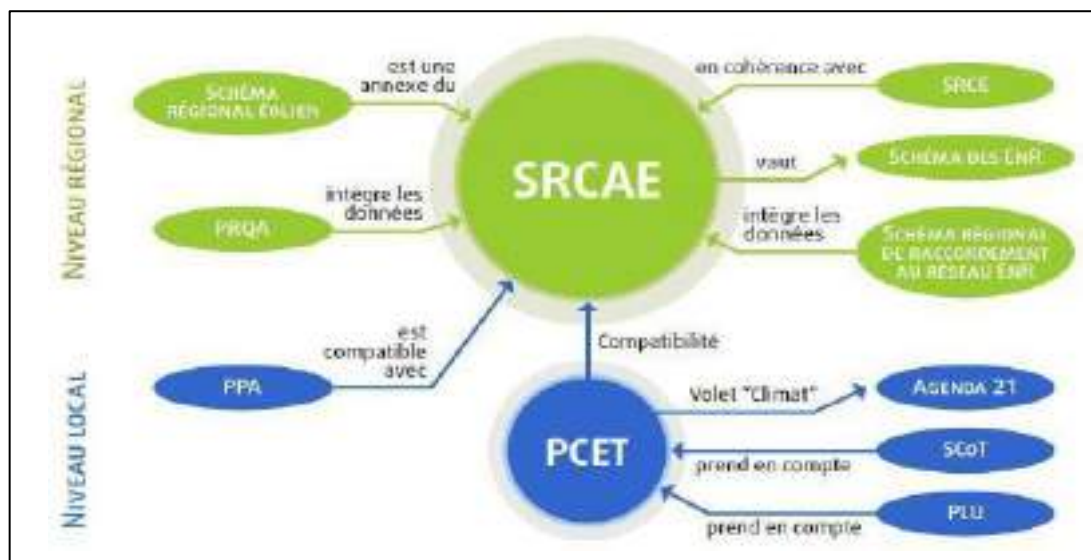 NIVEAU RÉGIONAL
SCHÉMA
RÉGIONAL ÉOLIEN
est une
annexe du
en cohérence avec
SRCE
SRCAE
vaut
SCHÉMA DES ENR
PRQA
intègre les
données
intègre les
données
SCHÉMA RÉGIONAL
DE RACCORDEMENT
AU RÉSEAU ENR
NIVEAU LOCAL
PPA
est
compatible
avec
Compatibilité
PCET
Volet "Climat"
AGENDA 21
prend en compte
SCOT
prend en compte
PLU